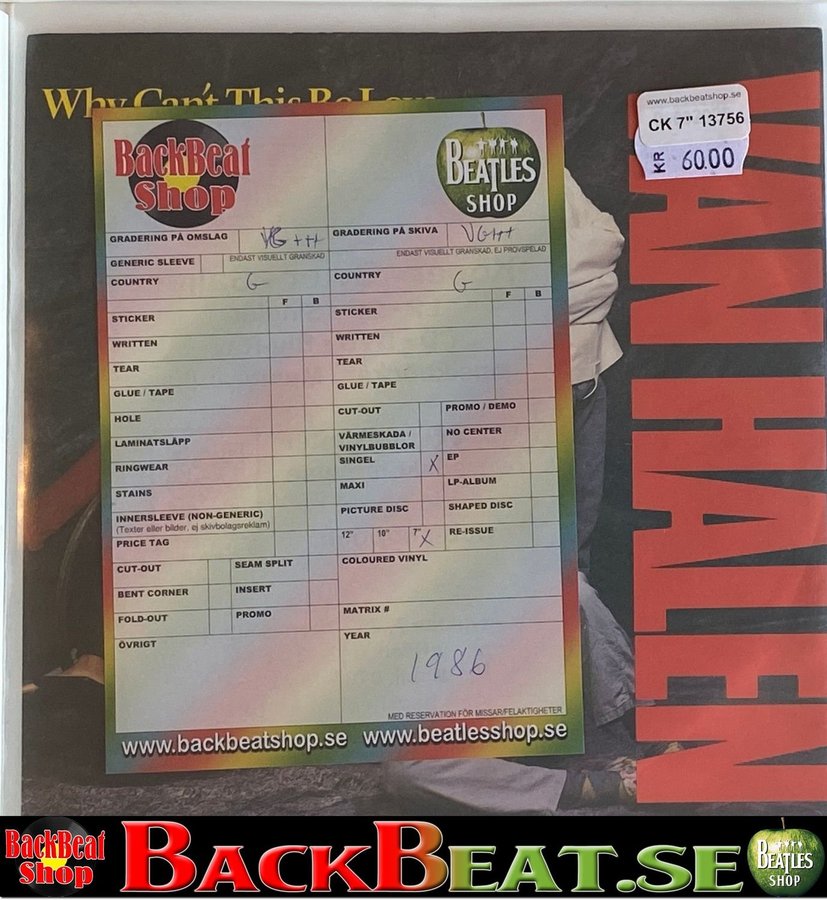 Why Can't This Be Love
www.backbeatshop.se
CK 7" 13756
KR 60.00
VAN HALEN
BackBeat Shop
BEATLES SHOP
GRADERING PÅ OMSLAG VG +++
GRADERING PÅ SKIVA VG++
GENERIC SLEEVE
ENDAST VISUELLT GRANSKAD
ENDAST VISUELLT GRANSKAD, EJ PROVSPELAD
COUNTRY G
COUNTRY G
F B
F B
STICKER
STICKER
WRITTEN
WRITTEN
TEAR
TEAR
GLUE / TAPE
GLUE / TAPE
HOLE
CUT-OUT
PROMO / DEMO
LAMINATSLÄPP
VÄRMESKADA / VINYLBUBBLOR
NO CENTER
RINGWEAR
SINGEL X
EP
STAINS
MAXI
LP-ALBUM
INNERSLEEVE (NON-GENERIC)
(Texter eller bilder, ej skivbolagsreklam)
PICTURE DISC
SHAPED DISC
PRICE TAG
12" 10" 7" X
RE-ISSUE
CUT-OUT
SEAM SPLIT
COLOURED VINYL
BENT CORNER
INSERT
FOLD-OUT
PROMO
MATRIX #
ÖVRIGT
YEAR
1986
MED RESERVATION FÖR MISSAR/FELAKTIGHETER
www.backbeatshop.se www.beatlesshop.se
BackBeat Shop
BACKBEAT.SE
BEATLES SHOP